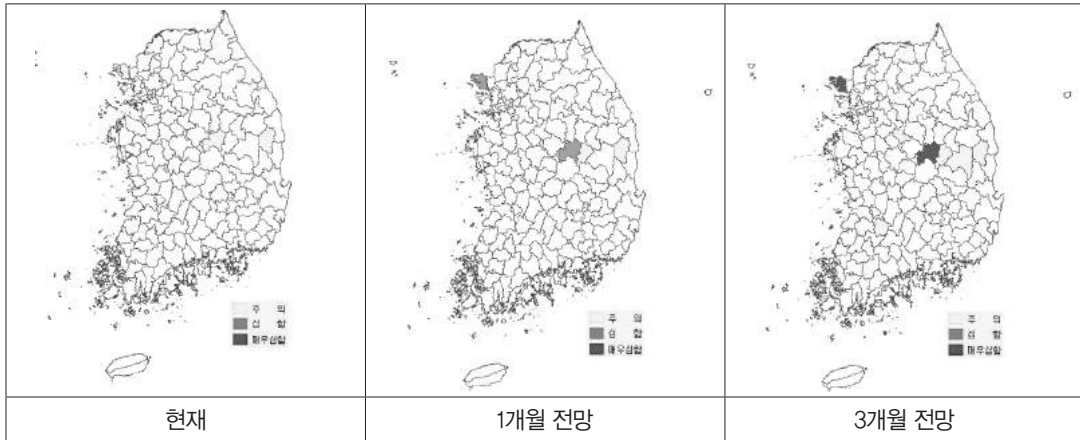 주 의
심 함
매우심함
주 의
심 함
매우심함
주 의
심 함
매우심함
현재
1개월 전망
3개월 전망